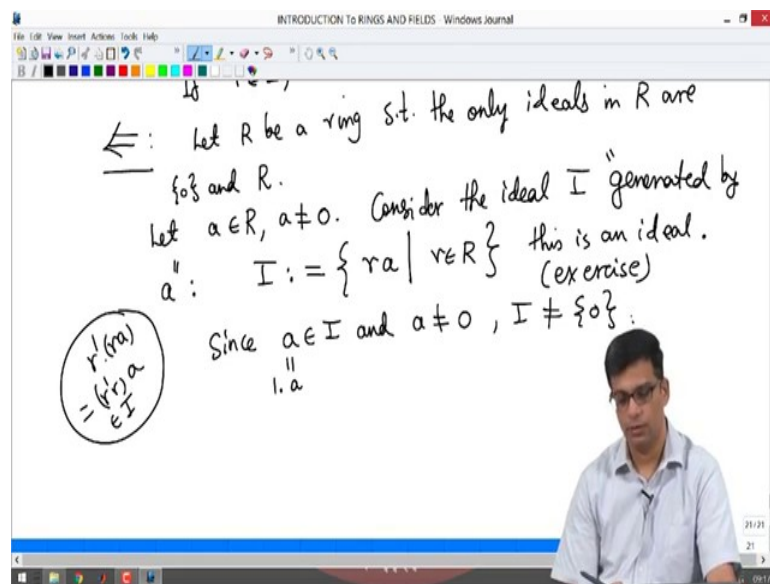 INTRODUCTION To RINGS AND FIELDS - Windows Journal
File Edit View Insert Actions Tools Help
B I
If
⇐: Let R be a ring s.t. the only ideals in R are
{0} and R.
Let a ∈ R, a ≠ 0. Consider the ideal I "generated by
a": I := { ra | r ∈ R } this is an ideal.
(exercise)
Since a ∈ I and a ≠ 0, I ≠ {0}.
"
1. a
r'(ra)
= (r'r)a
∈ I
21/21
21